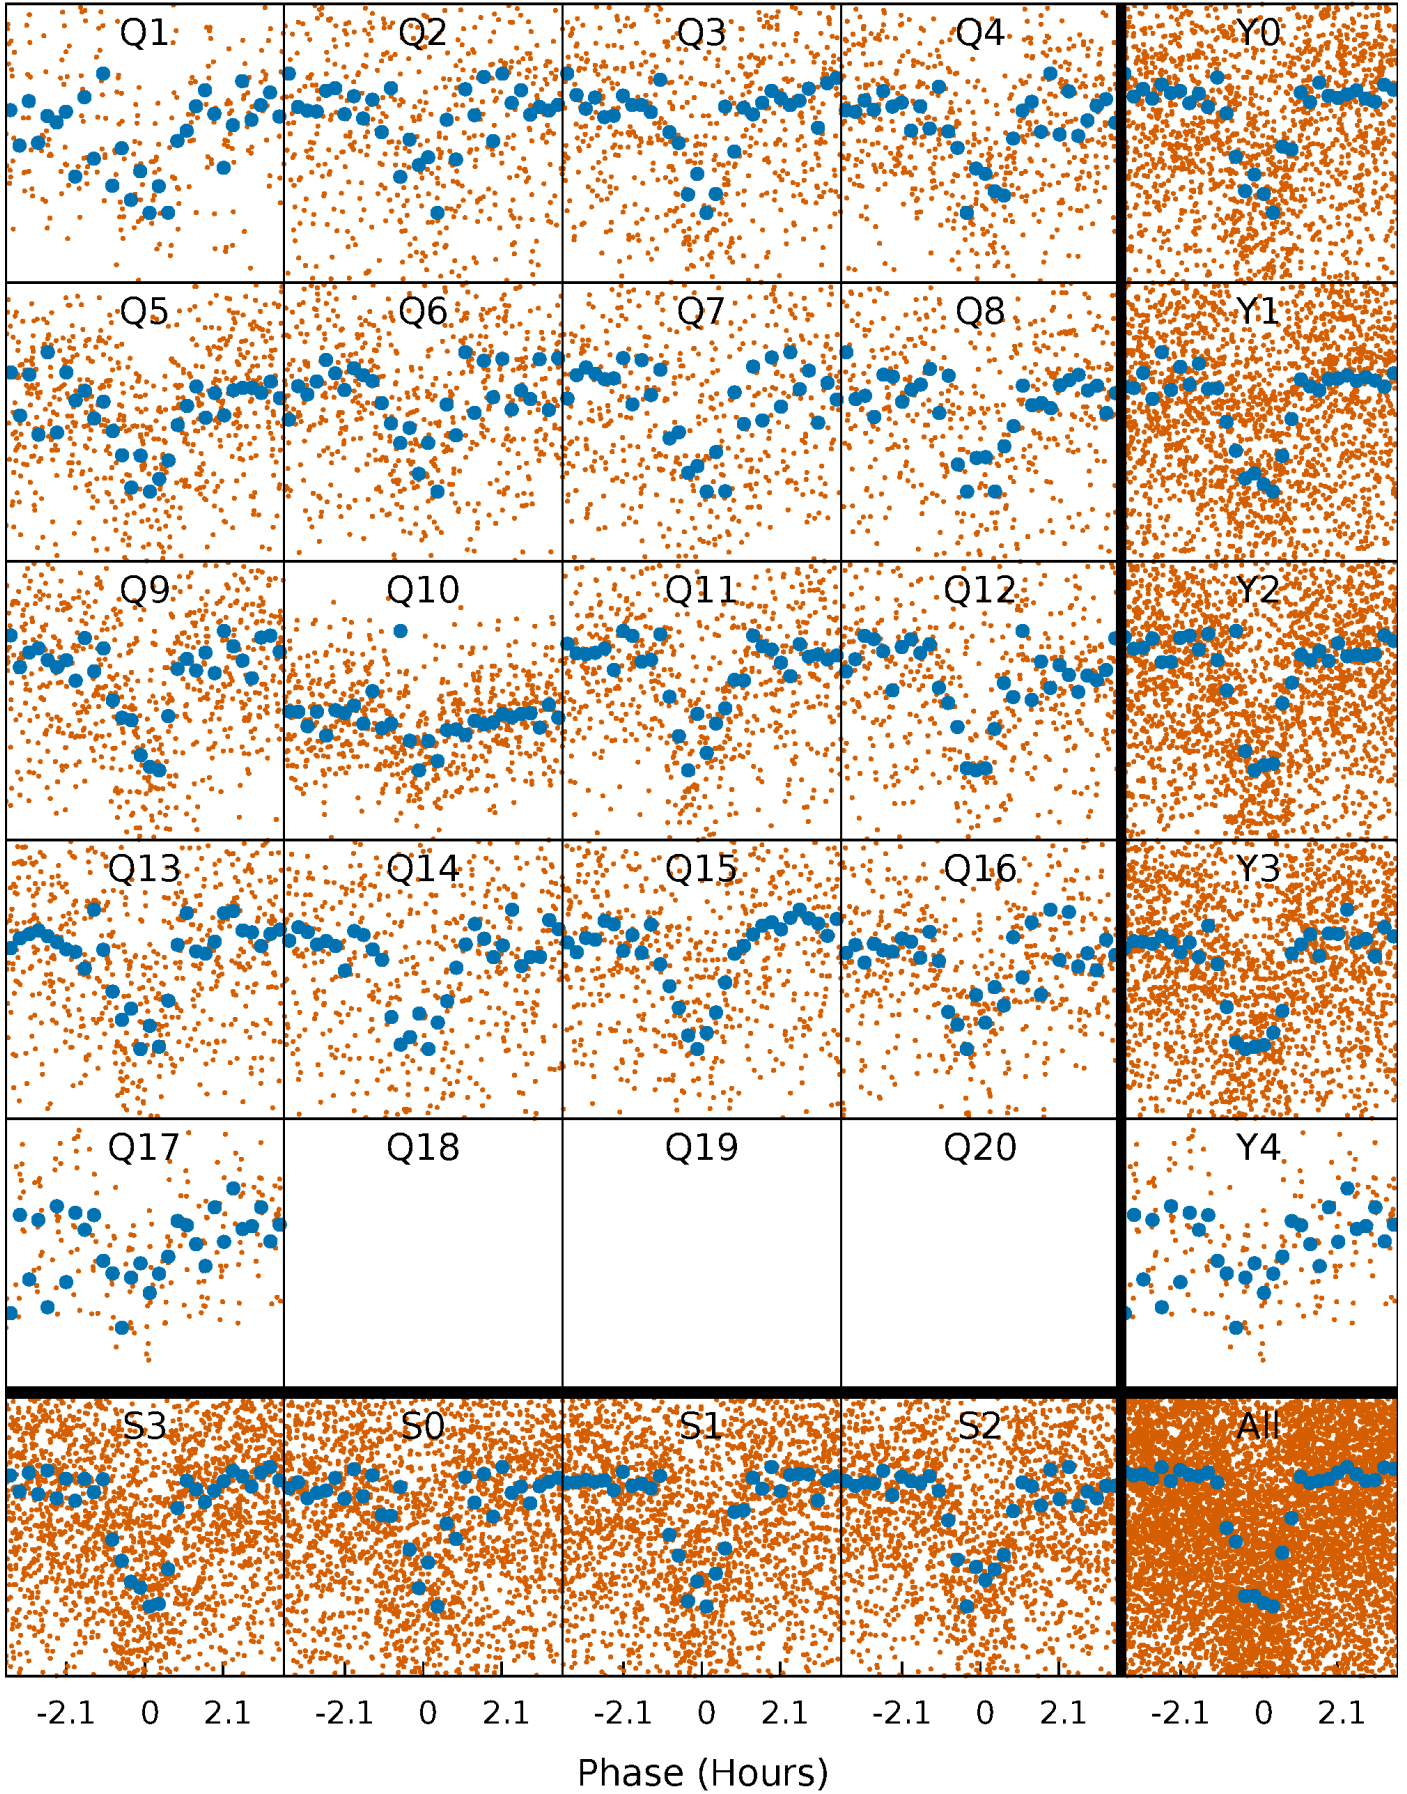 Q1 Q2 Q3 Q4 Y0
Q5 Q6 Q7 Q8 Y1
Q9 Q10 Q11 Q12 Y2
Q13 Q14 Q15 Q16 Y3
Q17 Q18 Q19 Q20 Y4
S3 S0 S1 S2 All
-2.1 0 2.1 -2.1 0 2.1 -2.1 0 2.1 -2.1 0 2.1 -2.1 0 2.1
Phase (Hours)